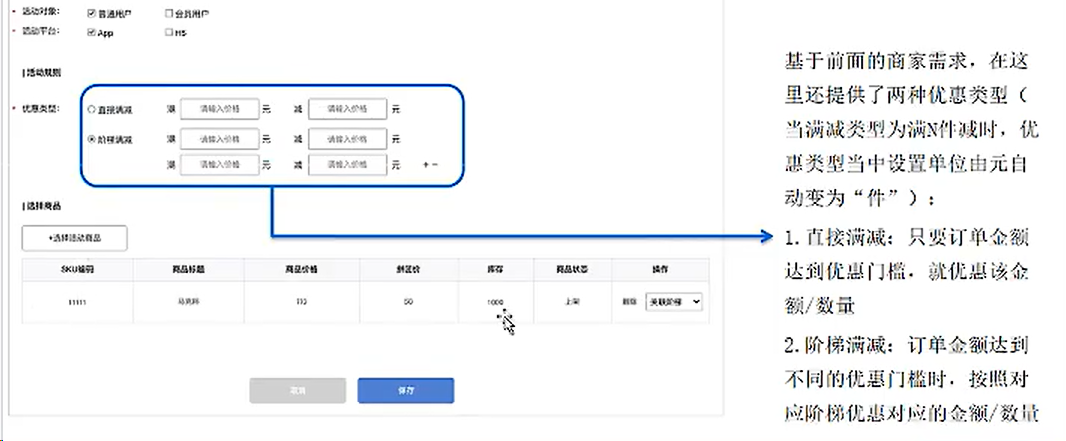 活动对象: 普通用户 会员用户
活动平台: App H5
活动规则
优惠类型: 直接满减 满 请输入价格 元 减 请输入价格 元
阶梯满减 满 请输入价格 元 减 请输入价格 元
满 请输入价格 元 减 请输入价格 元 + -
选择商品
+选择活动商品
SKU编码 商品标题 商品价格 拼团价 库存 商品状态 操作
11111 50 1000 上架 删除 关联阶梯
取消 保存
基于前面的商家需求，在这
里还提供了两种优惠类型（
当满减类型为满N件减时，优
惠类型当中设置单位由元自
动变为“件”）：
1.直接满减：只要订单金额
达到优惠门槛，就优惠该金
额/数量
2.阶梯满减：订单金额达到
不同的优惠门槛时，按照对
应阶梯优惠对应的金额/数量